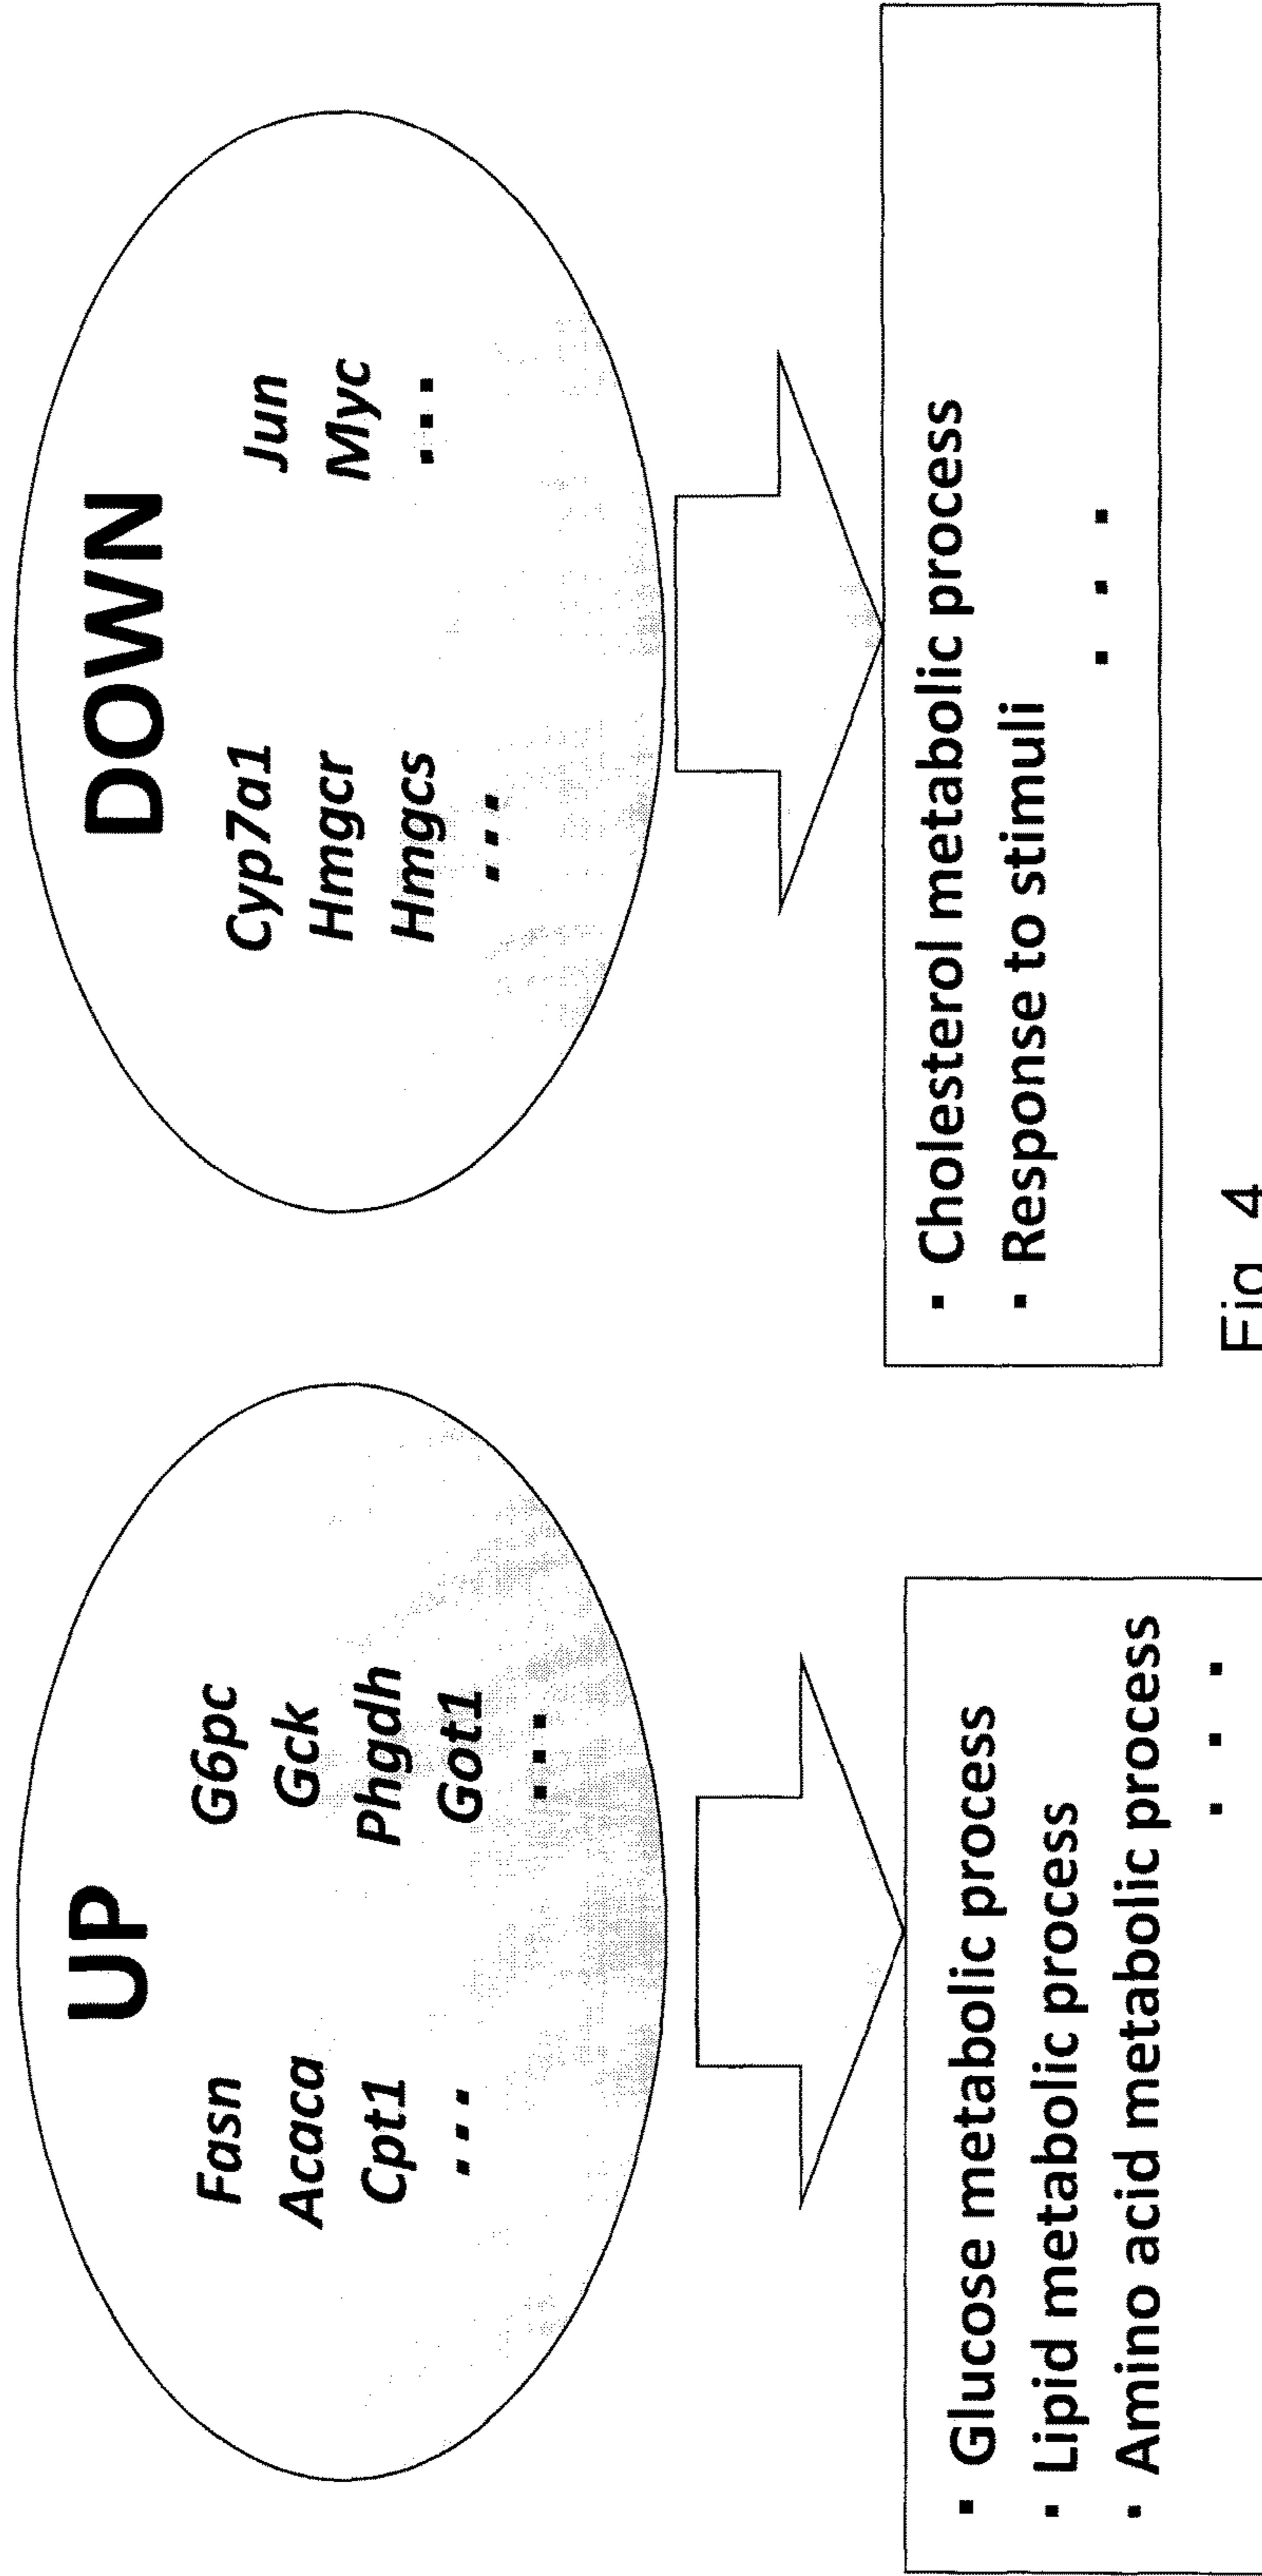 UP
Fasn
Acaca
Cpt1
...
G6pc
Gck
Phgdh
Got1
...
▪ Glucose metabolic process
▪ Lipid metabolic process
▪ Amino acid metabolic process
▪ ▪ ▪
DOWN
Cyp7a1
Hmgcr
Hmgcs
...
Jun
Myc
...
▪ Cholesterol metabolic process
▪ Response to stimuli
▪ ▪ ▪
Fig. 4